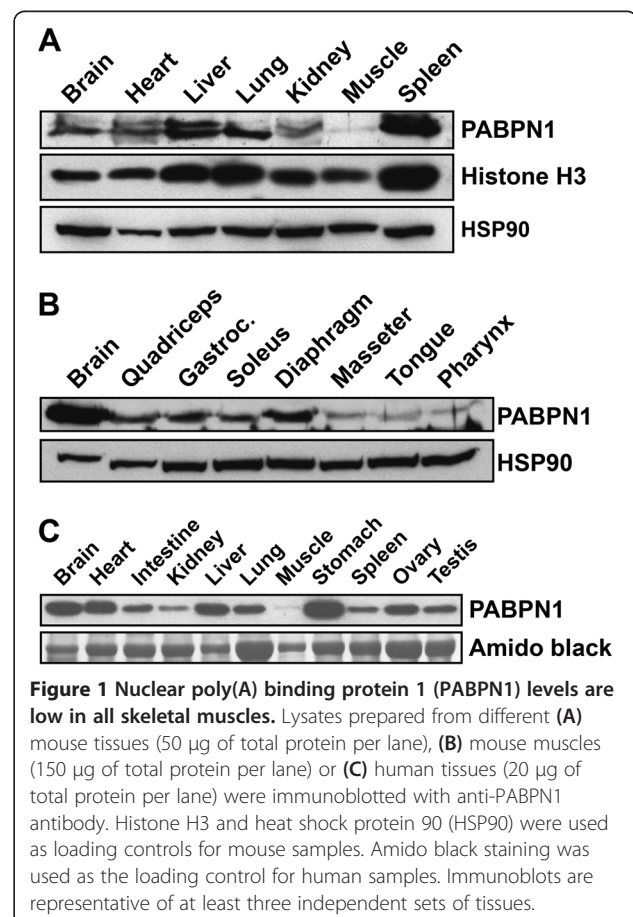 A
Brain Heart Liver Lung Kidney Muscle Spleen
PABPN1
Histone H3
HSP90
B
Brain Quadriceps Gastroc. Soleus Diaphragm Masseter Tongue Pharynx
PABPN1
HSP90
C
Brain Heart Intestine Kidney Liver Lung Muscle Stomach Spleen Ovary Testis
PABPN1
Amido black
Figure 1 Nuclear poly(A) binding protein 1 (PABPN1) levels are
low in all skeletal muscles. Lysates prepared from different (A)
mouse tissues (50 μg of total protein per lane), (B) mouse muscles
(150 μg of total protein per lane) or (C) human tissues (20 μg of
total protein per lane) were immunoblotted with anti-PABPN1
antibody. Histone H3 and heat shock protein 90 (HSP90) were used
as loading controls for mouse samples. Amido black staining was
used as the loading control for human samples. Immunoblots are
representative of at least three independent sets of tissues.